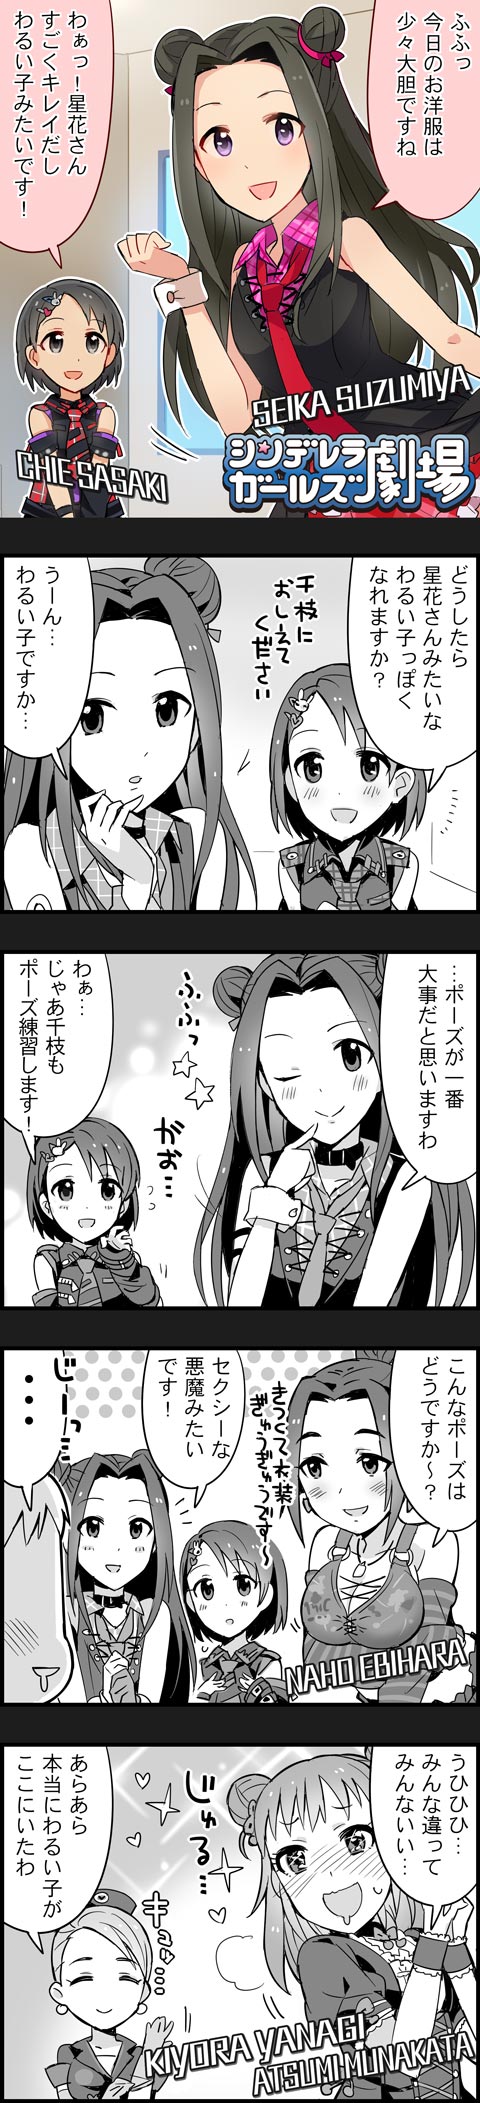 ふふっ
今日のお洋服は
少々大胆ですね
わぁっ!星花さん
すごくキレイだし
わるい子みたいです!
SEIKA SUZUMIYA
CHIE SASAKI
シンデレラ
ガールズ劇場
どうしたら
星花さんみたいな
わるい子っぽく
なれますか?
千枝に
おしえて
ください
うーん…
わるい子ですか…
…ポーズが一番
大事だと思いますわ
ふふっ
がお…
わぁ…
じゃあ千枝も
ポーズ練習します!
こんなポーズは
どうですか〜?
きつくて衣装が
ぎゅうぎゅうです〜
セクシーな
悪魔みたい
です!
じーっ…
・・・
NAHO EBIHARA
うひひひ…
みんな違って
みんないい…
じゅる…
キュッ…
あらあら
本当にわるい子が
ここにいたわ
KIYORA YANAGI
ATSUMI MUNAKATA